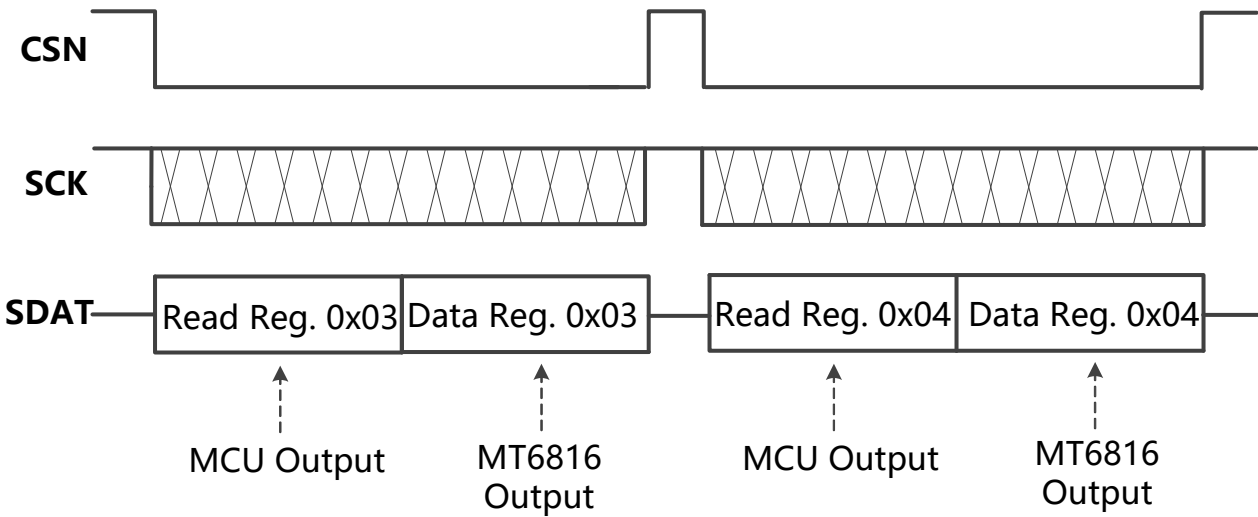 CSN
SCK
SDAT
Read Reg. 0x03
Data Reg. 0x03
Read Reg. 0x04
Data Reg. 0x04
MCU Output
MT6816
Output
MCU Output
MT6816
Output